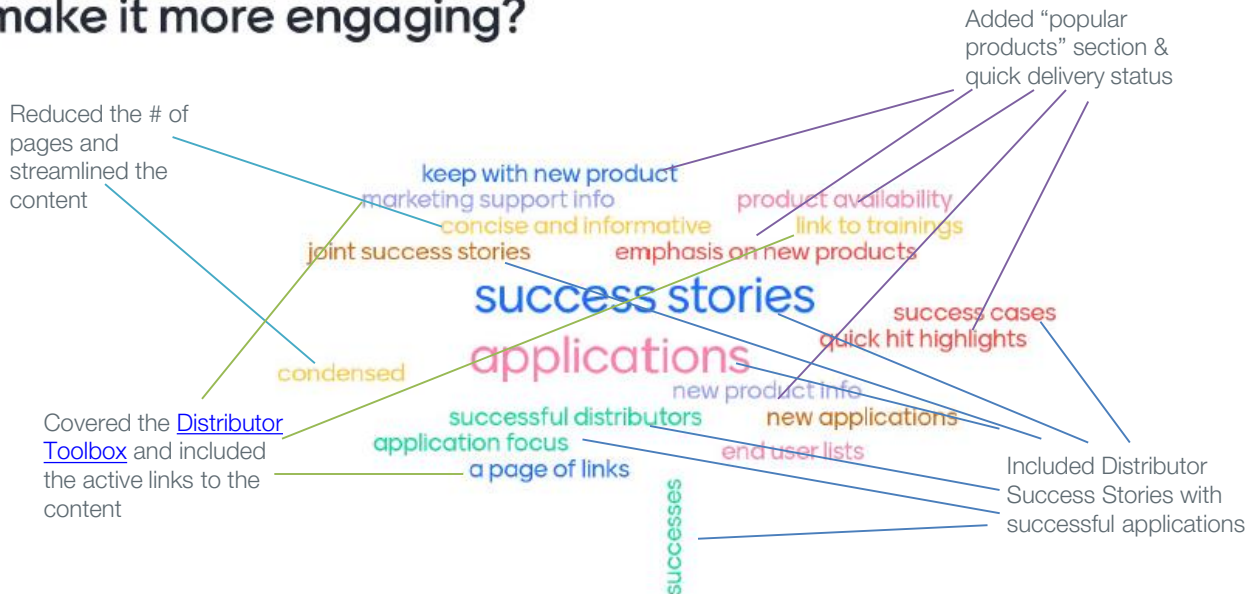 make it more engaging?
Added “popular
products” section &
quick delivery status
Reduced the # of
pages and
streamlined the
content
keep with new product
marketing support info
product availability
concise and informative
link to trainings
joint success stories
emphasis on new products
success stories
success cases
quick hit highlights
applications
condensed
new product info
successful distributors
new applications
application focus
end user lists
a page of links
successes
Covered the Distributor
Toolbox and included
the active links to the
content
Included Distributor
Success Stories with
successful applications